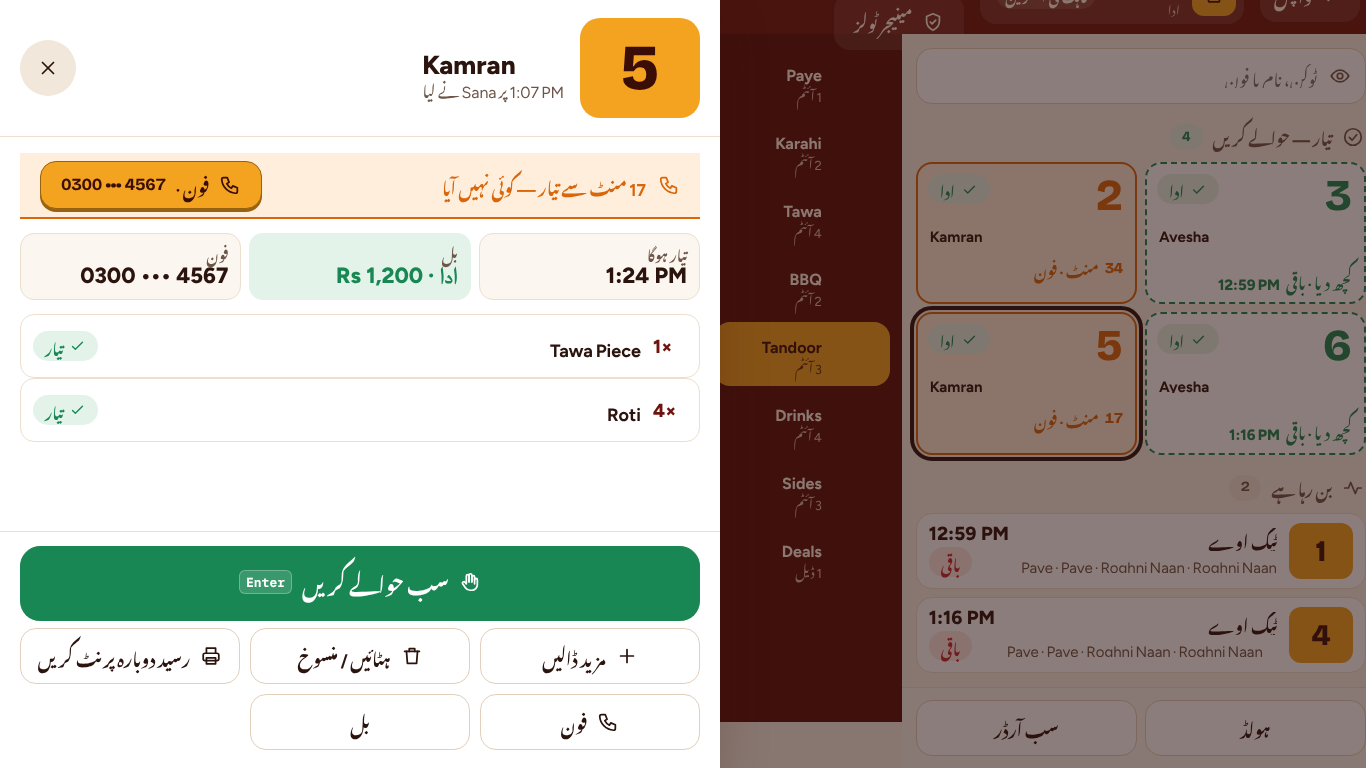 5
Kamran
Sana نے لیا پر 1:07 PM
17 منٹ سے تیار — کوئی نہیں آیا
فون · 0300 ••• 4567
تیار ہوگا
1:24 PM
بل
Rs 1,200 · ادا
فون
0300 ••• 4567
1× Tawa Piece
تیار
4× Roti
تیار
سب حوالے کریں Enter
مزید ڈالیں
ہٹائیں / منسوخ
رسید دوبارہ پرنٹ کریں
فون
بل
مینیجر ٹولز
ادا
Paye
1 آئٹم
Karahi
2 آئٹم
Tawa
4 آئٹم
BBQ
2 آئٹم
Tandoor
3 آئٹم
Drinks
4 آئٹم
Sides
3 آئٹم
Deals
1 ڈیل
ٹوکن، نام یا فون
تیار — حوالے کریں 4
3
ادا
Ayesha
کچھ دیا · باقی 12:59 PM
2
ادا
Kamran
34 منٹ · فون
6
ادا
Ayesha
کچھ دیا · باقی 1:16 PM
5
ادا
Kamran
17 منٹ · فون
بن رہا ہے 2
1
ٹیک اوے
12:59 PM
Paye · Paye · Roghni Naan · Roghni Naan
باقی
4
ٹیک اوے
1:16 PM
Paye · Paye · Roghni Naan · Roghni Naan
باقی
ہولڈ
سب آرڈر